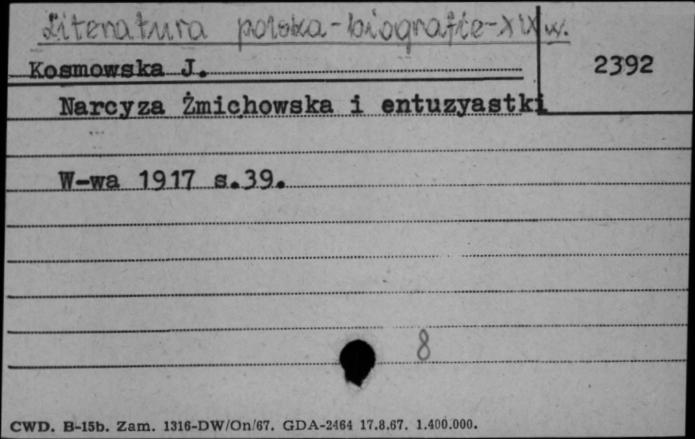 Literatura polska - biografie - XIX w.
Kosmowska J.
2392
Narcyza Żmichowska i entuzyastki
W-wa 1917 s.39.
8
CWD. B-15b. Zam. 1316-DW/On/67. GDA-2464 17.8.67. 1.400.000.